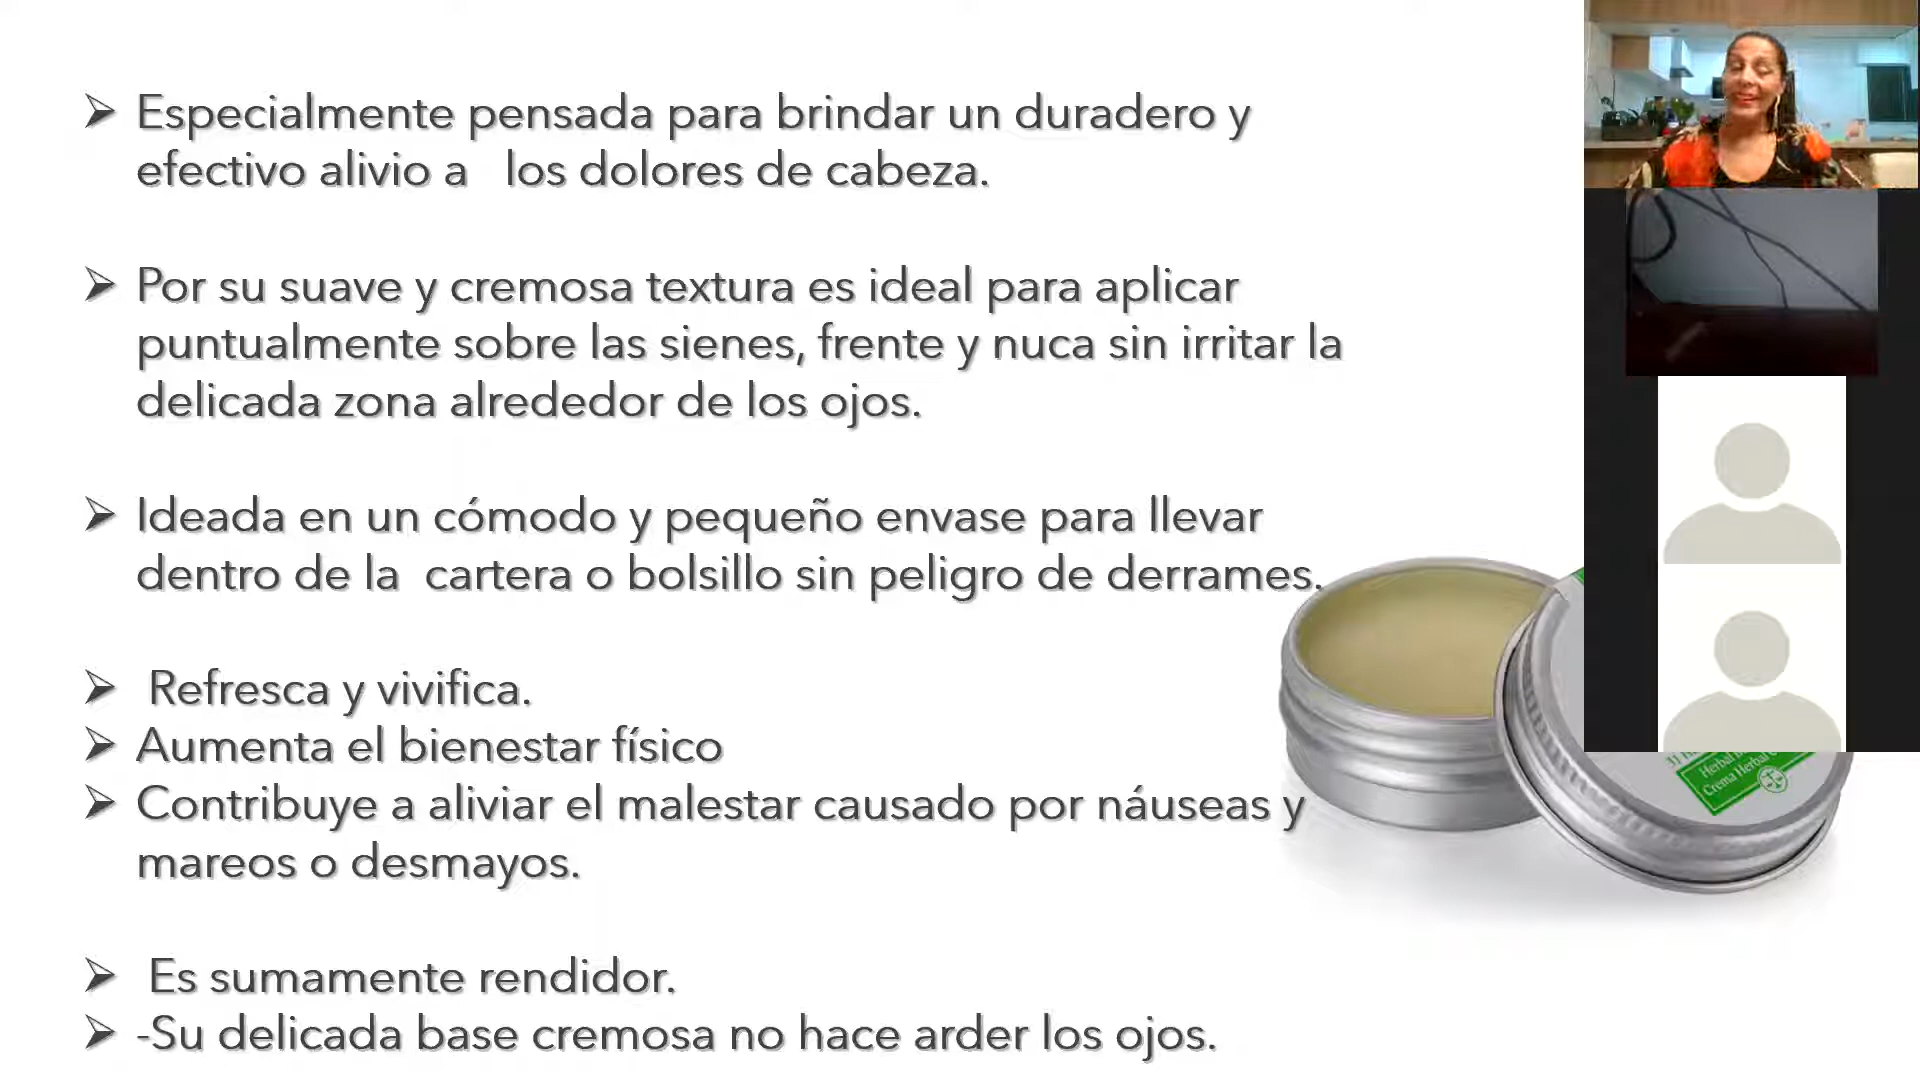 Especialmente pensada para brindar un duradero y
efectivo alivio a los dolores de cabeza.
Por su suave y cremosa textura es ideal para aplicar
puntualmente sobre las sienes, frente y nuca sin irritar la
delicada zona alrededor de los ojos.
Ideada en un cómodo y pequeño envase para llevar
dentro de la cartera o bolsillo sin peligro de derrames.
Refresca y vivifica.
Aumenta el bienestar físico
Contribuye a aliviar el malestar causado por náuseas y
mareos o desmayos.
Es sumamente rendidor.
-Su delicada base cremosa no hace arder los ojos.
31
Herbal
Crema Herbal